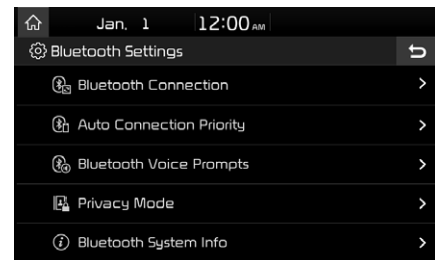 Jan. 1 12:00 AM
Bluetooth Settings
Bluetooth Connection
Auto Connection Priority
Bluetooth Voice Prompts
Privacy Mode
Bluetooth System Info